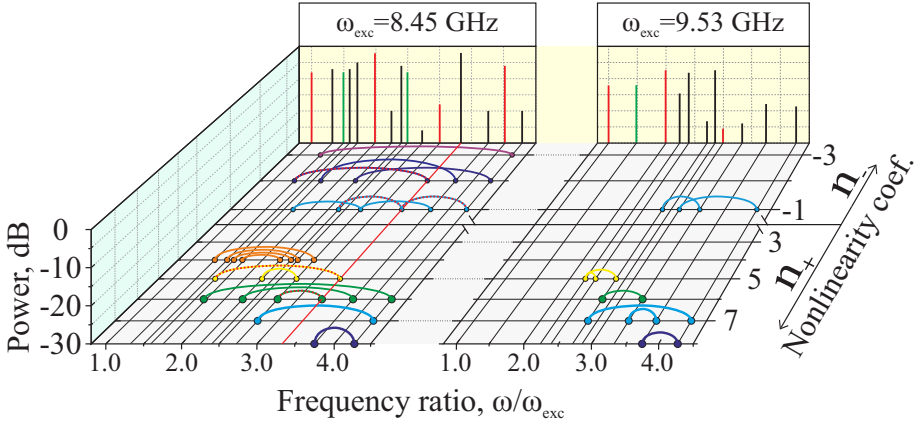 ω_exc=8.45 GHz
ω_exc=9.53 GHz
0
-10
-20
-30
Power, dB
1.0 2.0 3.0 4.0
1.0 2.0 3.0 4.0
Frequency ratio, ω/ω_exc
-3
-1
3
5
7
n_-
n_+
Nonlinearity coef.